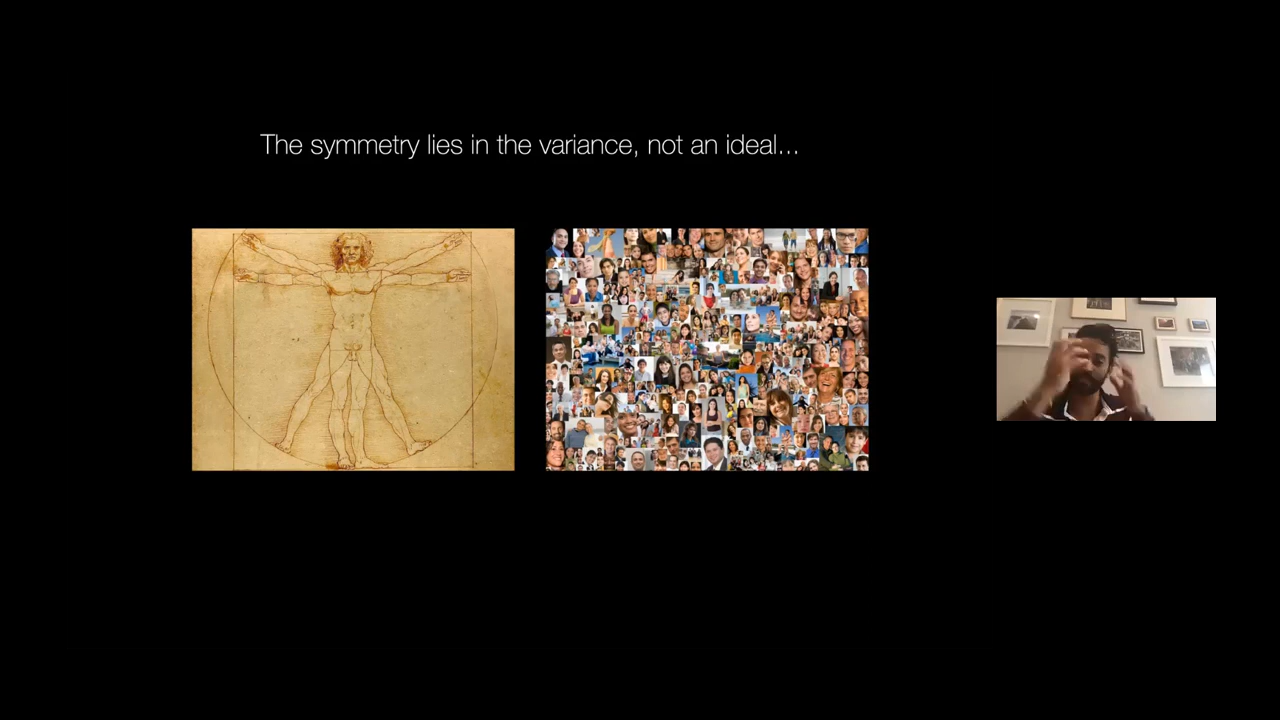 The symmetry lies in the variance, not an ideal...